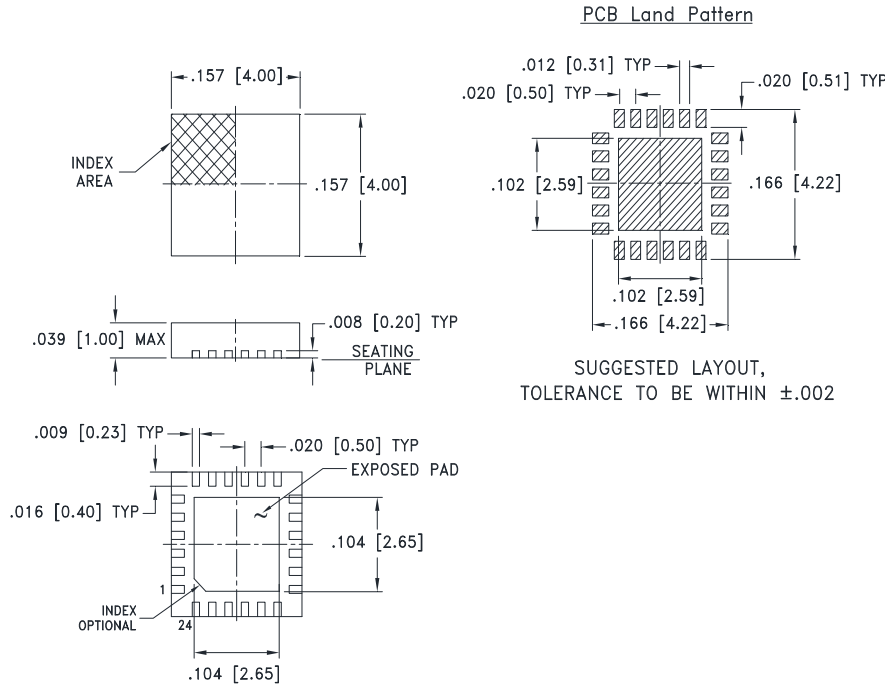 PCB Land Pattern
.157 [4.00]
INDEX
AREA
.157 [4.00]
.012 [0.31] TYP
.020 [0.50] TYP
.020 [0.51] TYP
.102 [2.59]
.166 [4.22]
.102 [2.59]
.166 [4.22]
.039 [1.00] MAX
.008 [0.20] TYP
SEATING
PLANE
SUGGESTED LAYOUT,
TOLERANCE TO BE WITHIN ±.002
.009 [0.23] TYP
.020 [0.50] TYP
EXPOSED PAD
.016 [0.40] TYP
.104 [2.65]
1
INDEX
OPTIONAL
24
.104 [2.65]